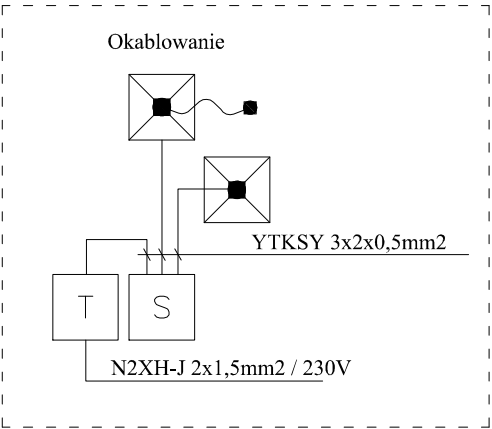 Okablowanie
YTKSY 3x2x0,5mm2
T
S
N2XH-J 2x1,5mm2 / 230V